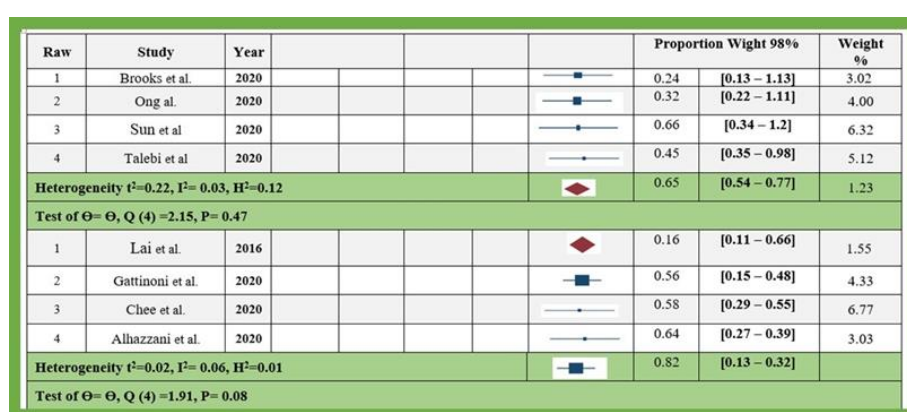 Raw Study Year Proportion Wight 98% Weight %
1 Brooks et al. 2020 0.24 [0.13 – 1.13] 3.02
2 Ong al. 2020 0.32 [0.22 – 1.11] 4.00
3 Sun et al 2020 0.66 [0.34 – 1.2] 6.32
4 Talebi et al 2020 0.45 [0.35 – 0.98] 5.12
Heterogeneity t²=0.22, I²= 0.03, H²=0.12 0.65 [0.54 – 0.77] 1.23
Test of ϴ= ϴ, Q (4) =2.15, P= 0.47
1 Lai et al. 2016 0.16 [0.11 – 0.66] 1.55
2 Gattinoni et al. 2020 0.56 [0.15 – 0.48] 4.33
3 Chee et al. 2020 0.58 [0.29 – 0.55] 6.77
4 Alhazzani et al. 2020 0.64 [0.27 – 0.39] 3.03
Heterogeneity t²=0.02, I²= 0.06, H²=0.01 0.82 [0.13 – 0.32]
Test of ϴ= ϴ, Q (4) =1.91, P= 0.08